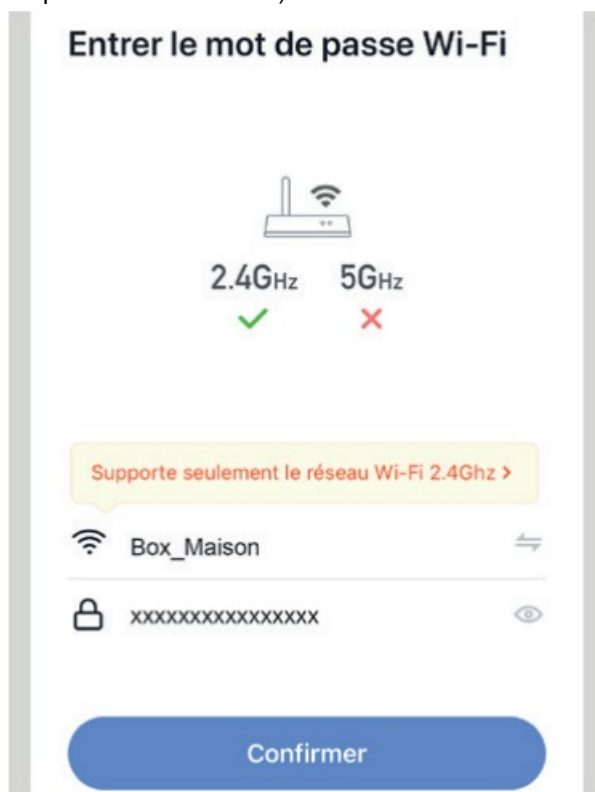 Entrer le mot de passe Wi-Fi
2.4GHz 5GHz
Supporte seulement le réseau Wi-Fi 2.4Ghz >
Box_Maison
xxxxxxxxxxxxxxxx
Confirmer